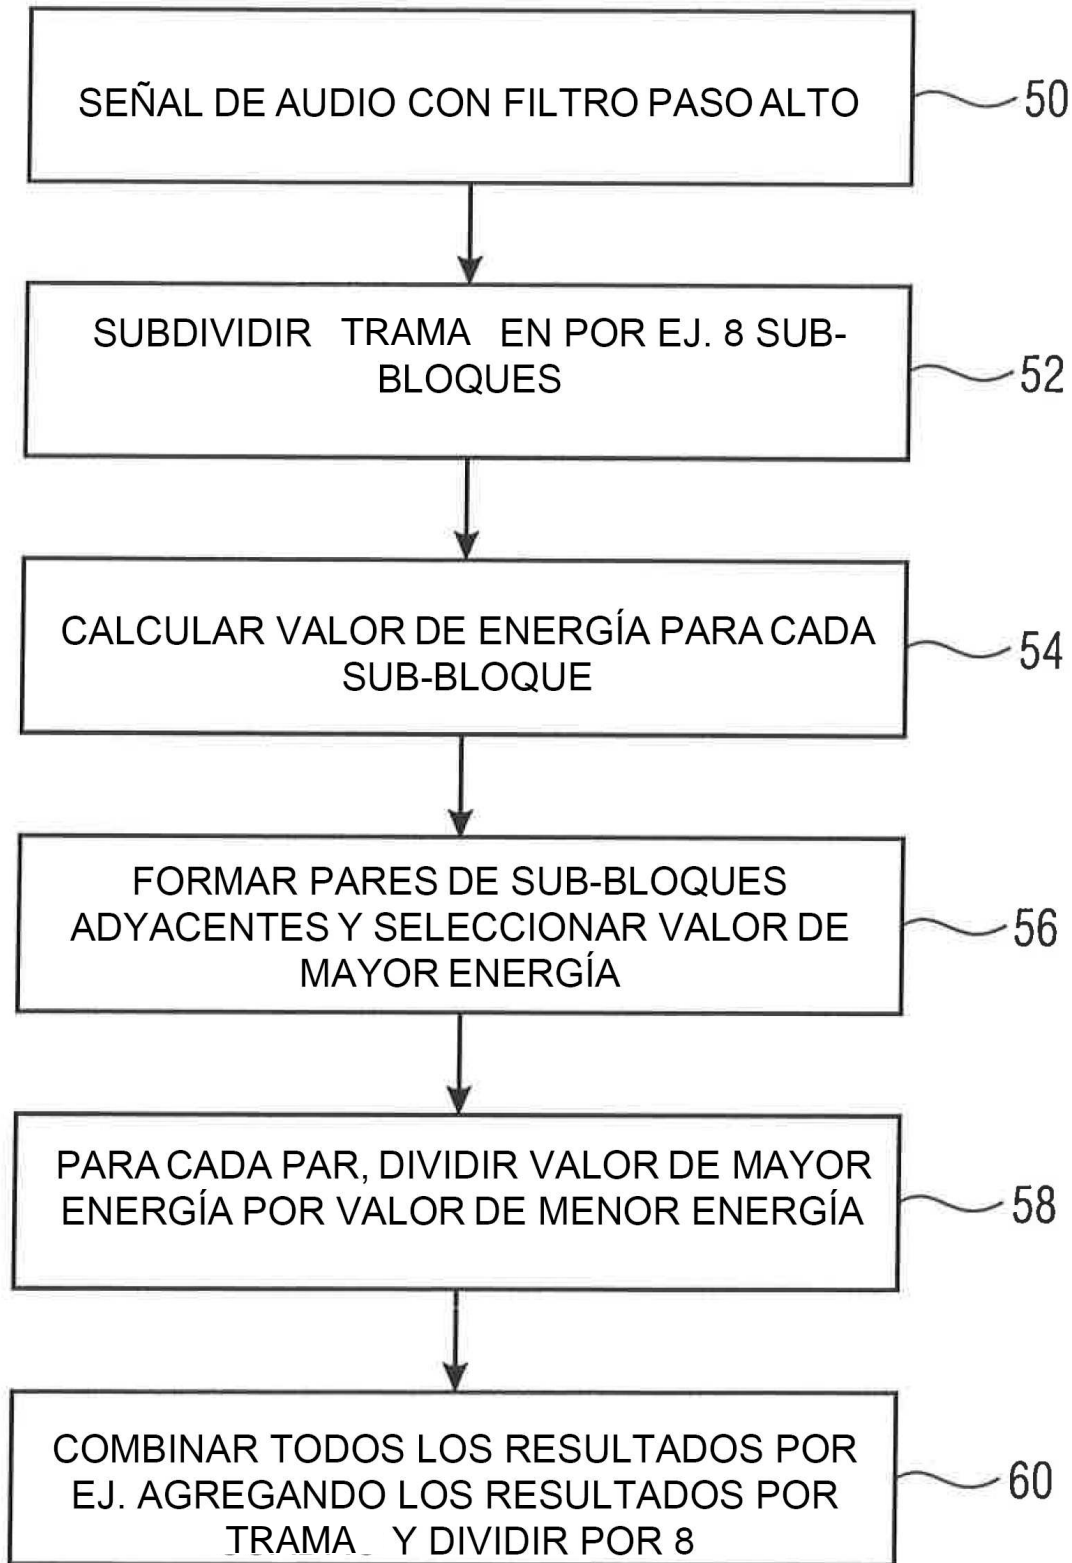 SEÑAL DE AUDIO CON FILTRO PASO ALTO
50
SUBDIVIDIR TRAMA EN POR EJ. 8 SUB-
BLOQUES
52
CALCULAR VALOR DE ENERGÍA PARA CADA
SUB-BLOQUE
54
FORMAR PARES DE SUB-BLOQUES
ADYACENTES Y SELECCIONAR VALOR DE
MAYOR ENERGÍA
56
PARA CADA PAR, DIVIDIR VALOR DE MAYOR
ENERGÍA POR VALOR DE MENOR ENERGÍA
58
COMBINAR TODOS LOS RESULTADOS POR
EJ. AGREGANDO LOS RESULTADOS POR
TRAMA Y DIVIDIR POR 8
60